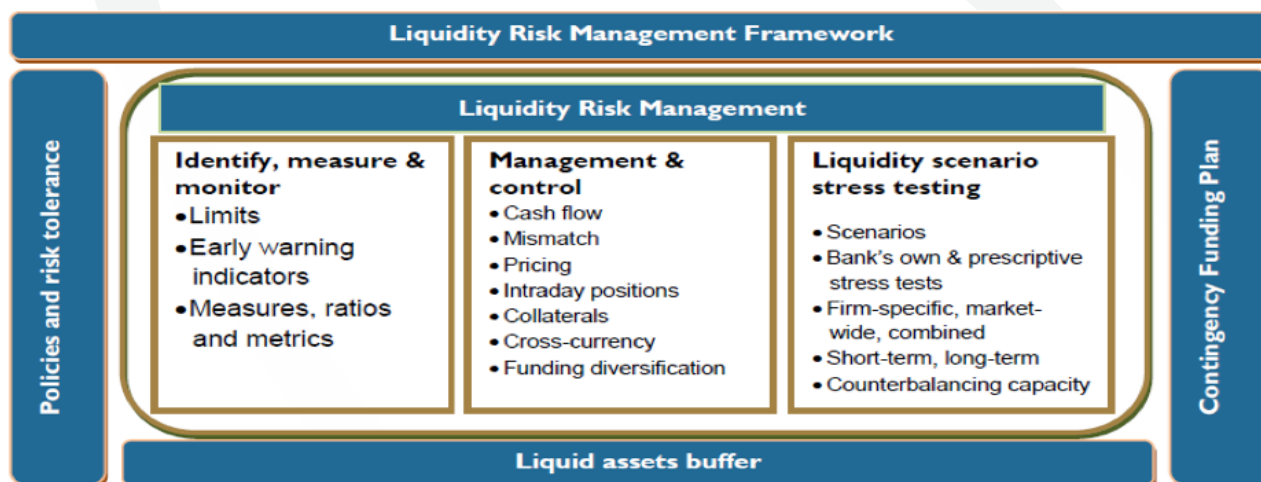 Liquidity Risk Management Framework
Policies and risk tolerance
Liquidity Risk Management
Identify, measure &
monitor
•Limits
•Early warning
indicators
•Measures, ratios
and metrics
Management &
control
• Cash flow
• Mismatch
• Pricing
• Intraday positions
• Collaterals
• Cross-currency
• Funding diversification
Liquidity scenario
stress testing
• Scenarios
• Bank's own & prescriptive
stress tests
• Firm-specific, market-
wide, combined
• Short-term, long-term
• Counterbalancing capacity
Contingency Funding Plan
Liquid assets buffer